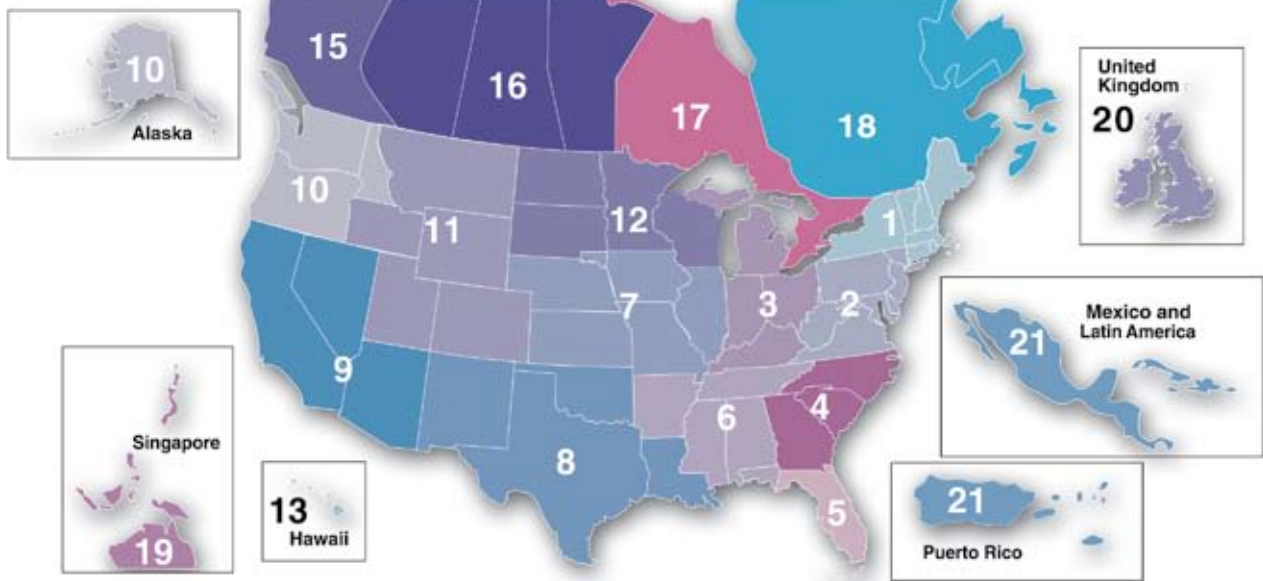 10
Alaska
15
16
17
18
United
Kingdom
20
10
11
12
1
7
3
2
9
Mexico and
Latin America
21
Singapore
19
13
Hawaii
8
6
4
5
21
Puerto Rico